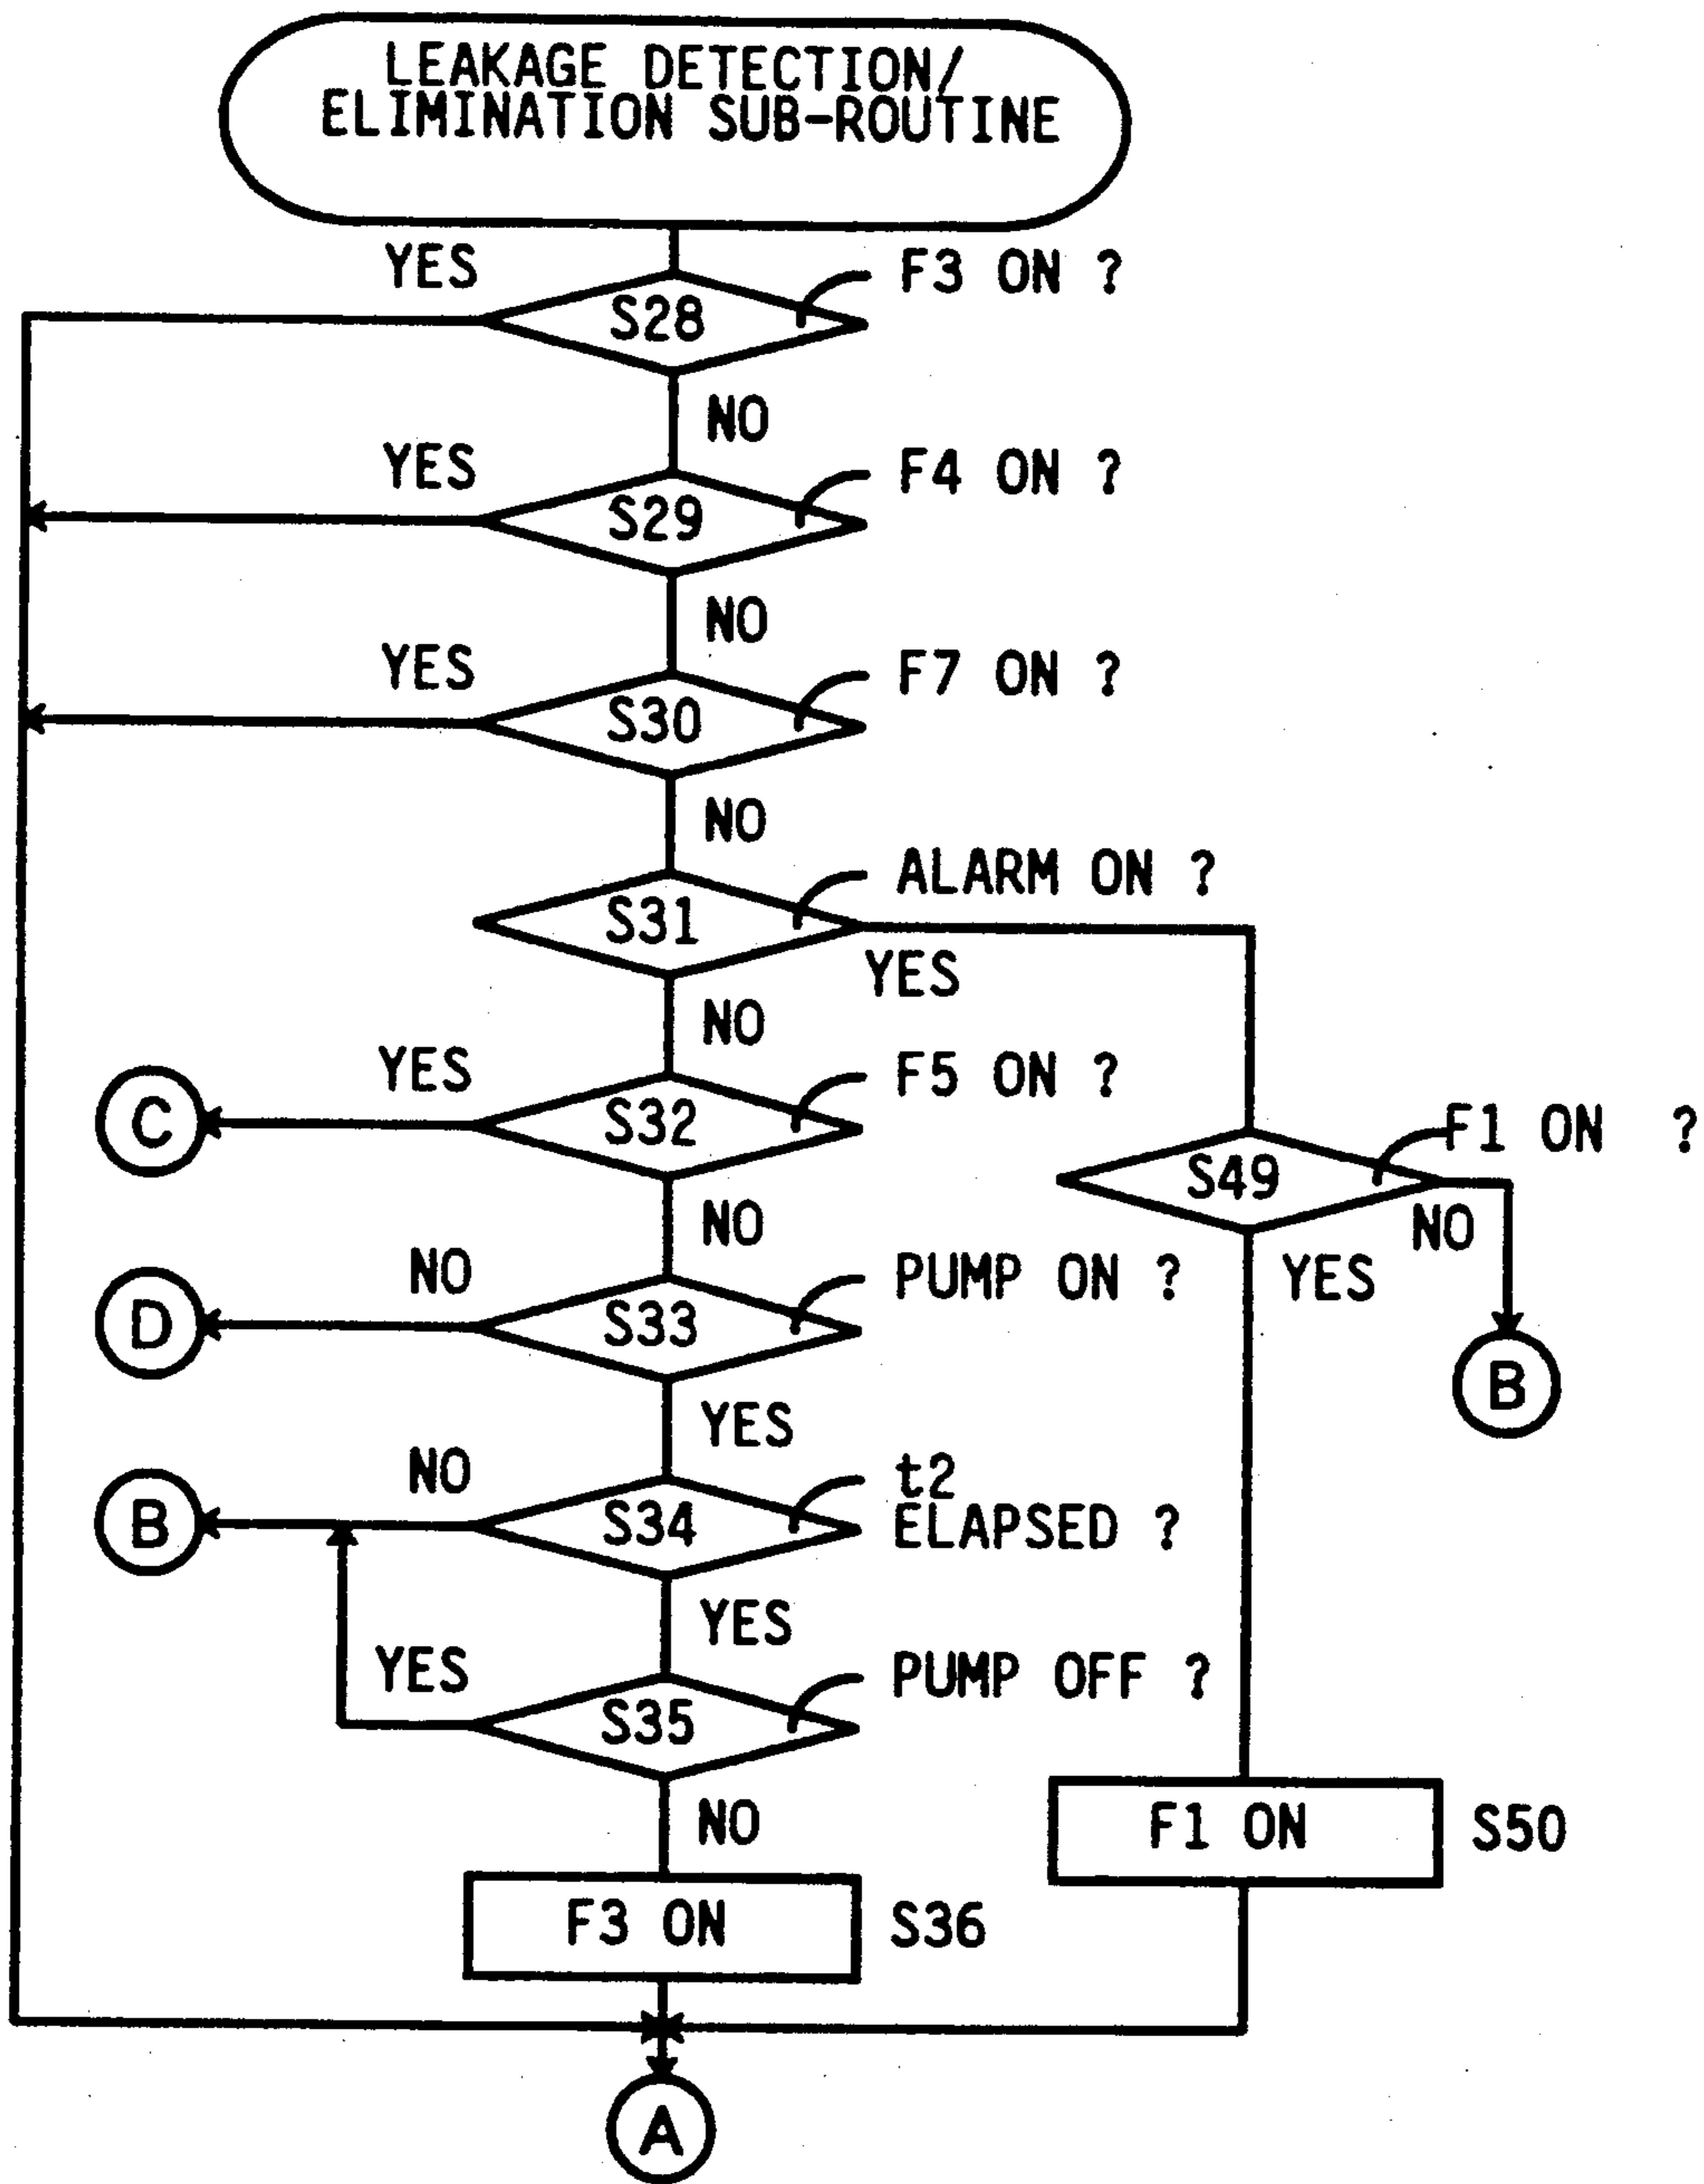 LEAKAGE DETECTION/
ELIMINATION SUB-ROUTINE
YES
F3 ON ?
S28
NO
YES
F4 ON ?
S29
NO
YES
F7 ON ?
S30
NO
ALARM ON ?
S31
YES
NO
YES
F5 ON ?
C
S32
F1 ON ?
S49
NO
NO
YES
NO
PUMP ON ?
D
S33
B
YES
NO
t2
ELAPSED ?
B
S34
YES
YES
PUMP OFF ?
S35
NO
F1 ON
S50
F3 ON
S36
A